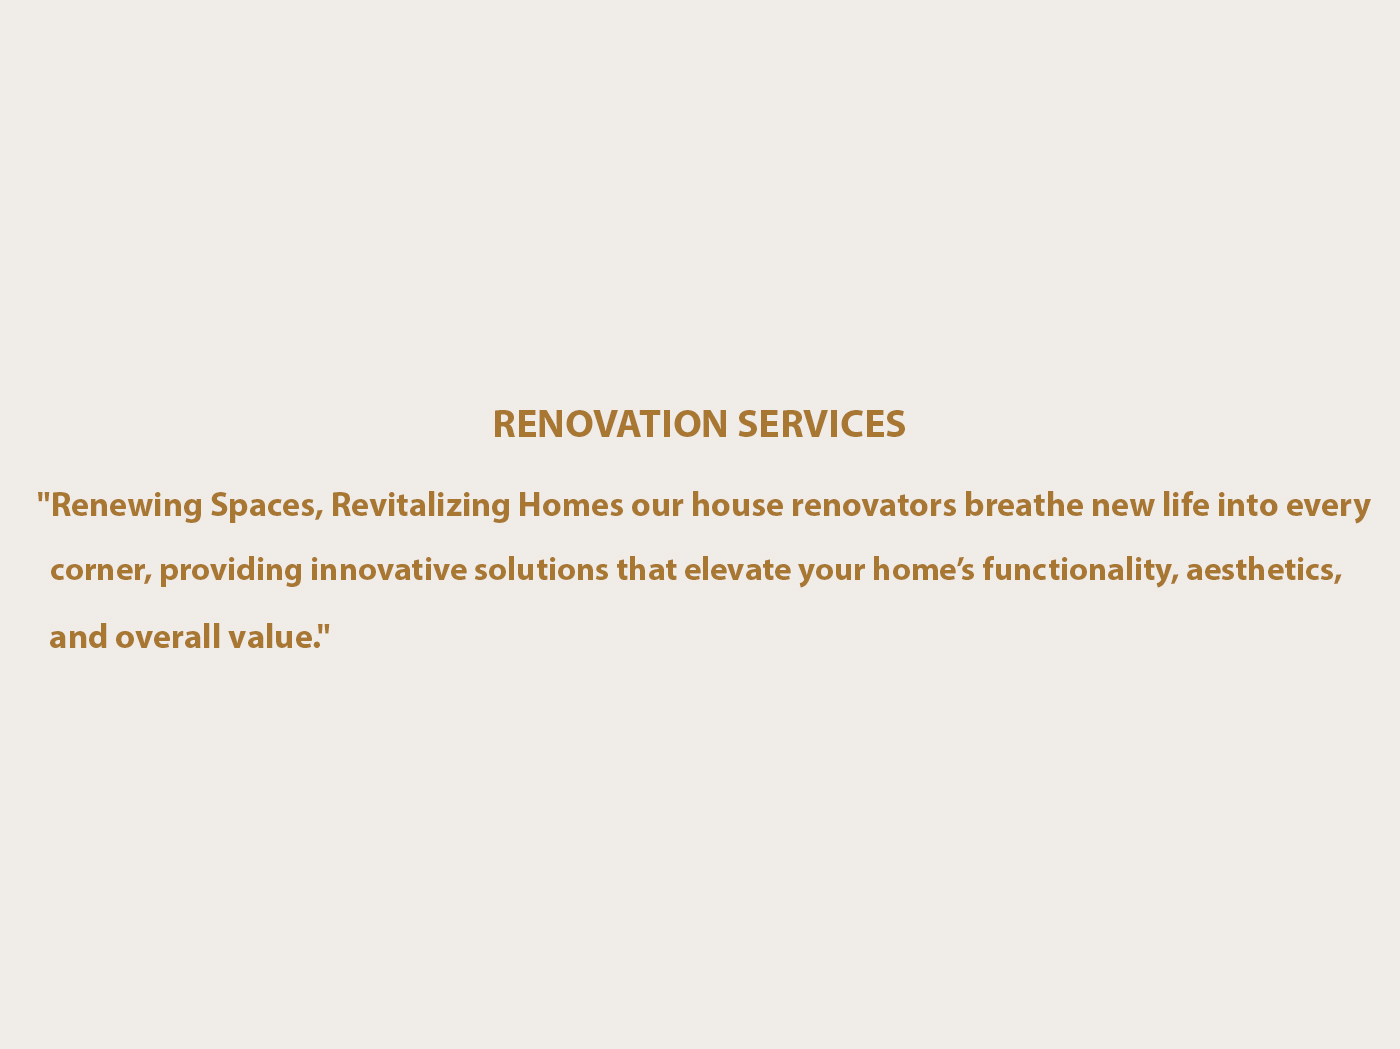 RENOVATION SERVICES
"Renewing Spaces, Revitalizing Homes our house renovators breathe new life into every
corner, providing innovative solutions that elevate your home’s functionality, aesthetics,
and overall value."